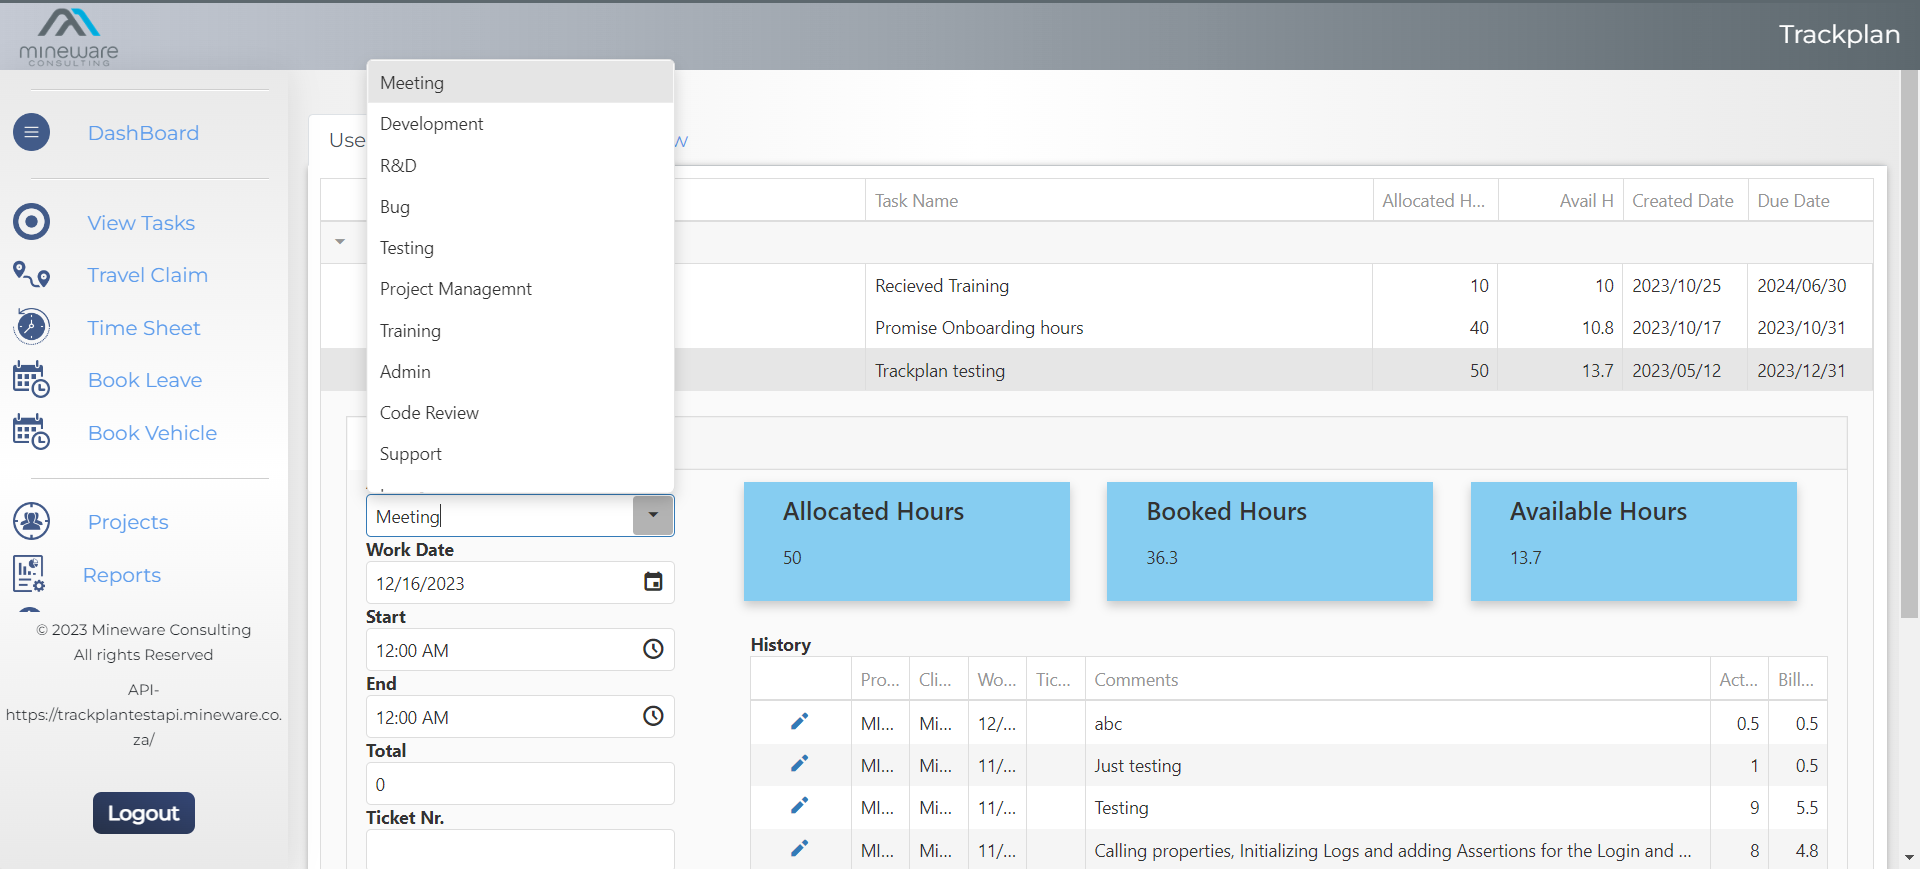 mineware
CONSULTING
Trackplan
DashBoard
View Tasks
Travel Claim
Time Sheet
Book Leave
Book Vehicle
Projects
Reports
© 2023 Mineware Consulting
All rights Reserved
API-
https://trackplantestapi.mineware.co.
za/
Logout
Use
w
Meeting
Development
R&D
Bug
Testing
Project Managemnt
Training
Admin
Code Review
Support
Task Name Allocated H... Avail H Created Date Due Date
Recieved Training 10 10 2023/10/25 2024/06/30
Promise Onboarding hours 40 10.8 2023/10/17 2023/10/31
Trackplan testing 50 13.7 2023/05/12 2023/12/31
Meeting
Work Date
12/16/2023
Start
12:00 AM
End
12:00 AM
Total
0
Ticket Nr.
Allocated Hours
50
Booked Hours
36.3
Available Hours
13.7
History
Pro... Cli... Wo... Tic... Comments Act... Bill...
MI... Mi... 12/... abc 0.5 0.5
MI... Mi... 11/... Just testing 1 0.5
MI... Mi... 11/... Testing 9 5.5
MI... Mi... 11/... Calling properties, Initializing Logs and adding Assertions for the Login and ... 8 4.8